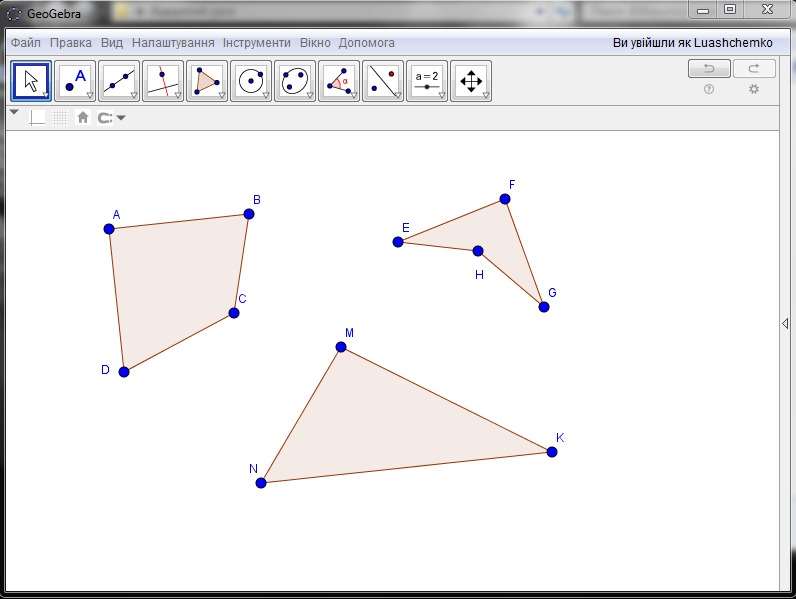 GeoGebra
Файл Правка Вид Налаштування Інструменти Вікно Допомога
Ви увійшли як Luashchemko
A
α
a=2
?
F
B
A
E
H
C
G
M
D
K
N